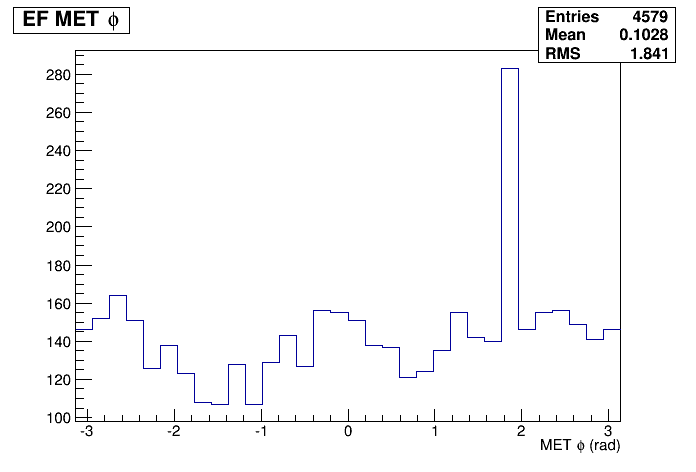 EF MET ϕ
Entries 4579
Mean 0.1028
RMS 1.841
280
260
240
220
200
180
160
140
120
100
-3 -2 -1 0 1 2 3
MET ϕ (rad)